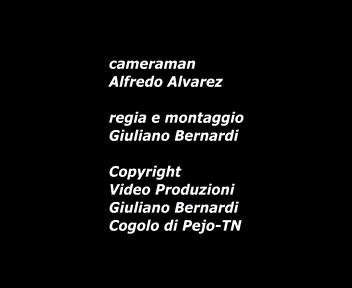 cameraman
Alfredo Alvarez
regia e montaggio
Giuliano Bernardi
Copyright
Video Produzioni
Giuliano Bernardi
Cogolo di Pejo-TN